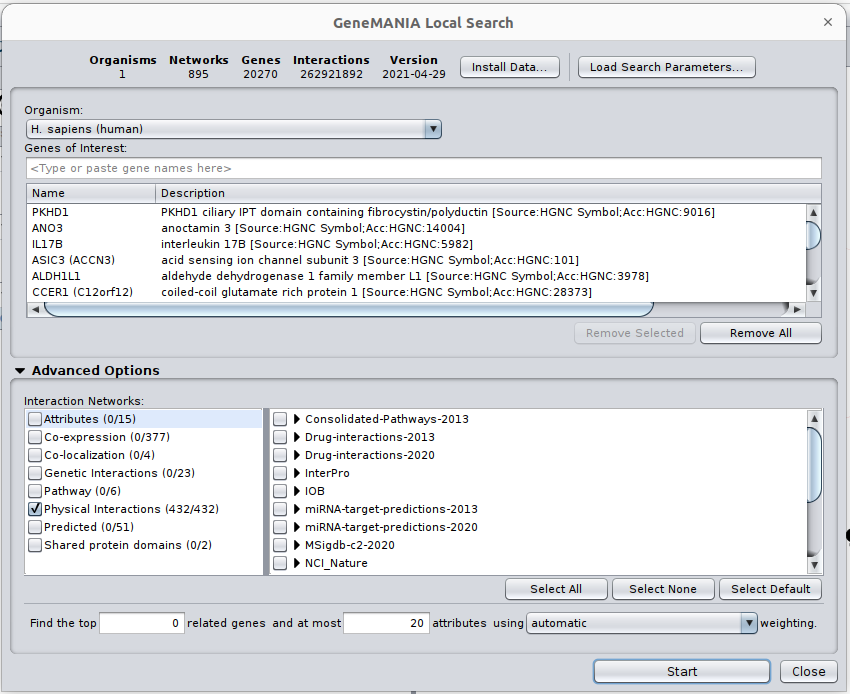 GeneMANIA Local Search
Organisms Networks Genes Interactions Version
1 895 20270 262921892 2021-04-29
Install Data... Load Search Parameters...
Organism:
H. sapiens (human)
Genes of Interest:
<Type or paste gene names here>
Name Description
PKHD1 PKHD1 ciliary IPT domain containing fibrocystin/polyductin [Source:HGNC Symbol;Acc:HGNC:9016]
ANO3 anoctamin 3 [Source:HGNC Symbol;Acc:HGNC:14004]
IL17B interleukin 17B [Source:HGNC Symbol;Acc:HGNC:5982]
ASIC3 (ACCN3) acid sensing ion channel subunit 3 [Source:HGNC Symbol;Acc:HGNC:101]
ALDH1L1 aldehyde dehydrogenase 1 family member L1 [Source:HGNC Symbol;Acc:HGNC:3978]
CCER1 (C12orf12) coiled-coil glutamate rich protein 1 [Source:HGNC Symbol;Acc:HGNC:28373]
Remove Selected Remove All
Advanced Options
Interaction Networks:
Attributes (0/15)
Co-expression (0/377)
Co-localization (0/4)
Genetic Interactions (0/23)
Pathway (0/6)
Physical Interactions (432/432)
Predicted (0/51)
Shared protein domains (0/2)
Consolidated-Pathways-2013
Drug-interactions-2013
Drug-interactions-2020
InterPro
IOB
miRNA-target-predictions-2013
miRNA-target-predictions-2020
MSigdb-c2-2020
NCI_Nature
Select All Select None Select Default
Find the top 0 related genes and at most 20 attributes using automatic weighting.
Start Close